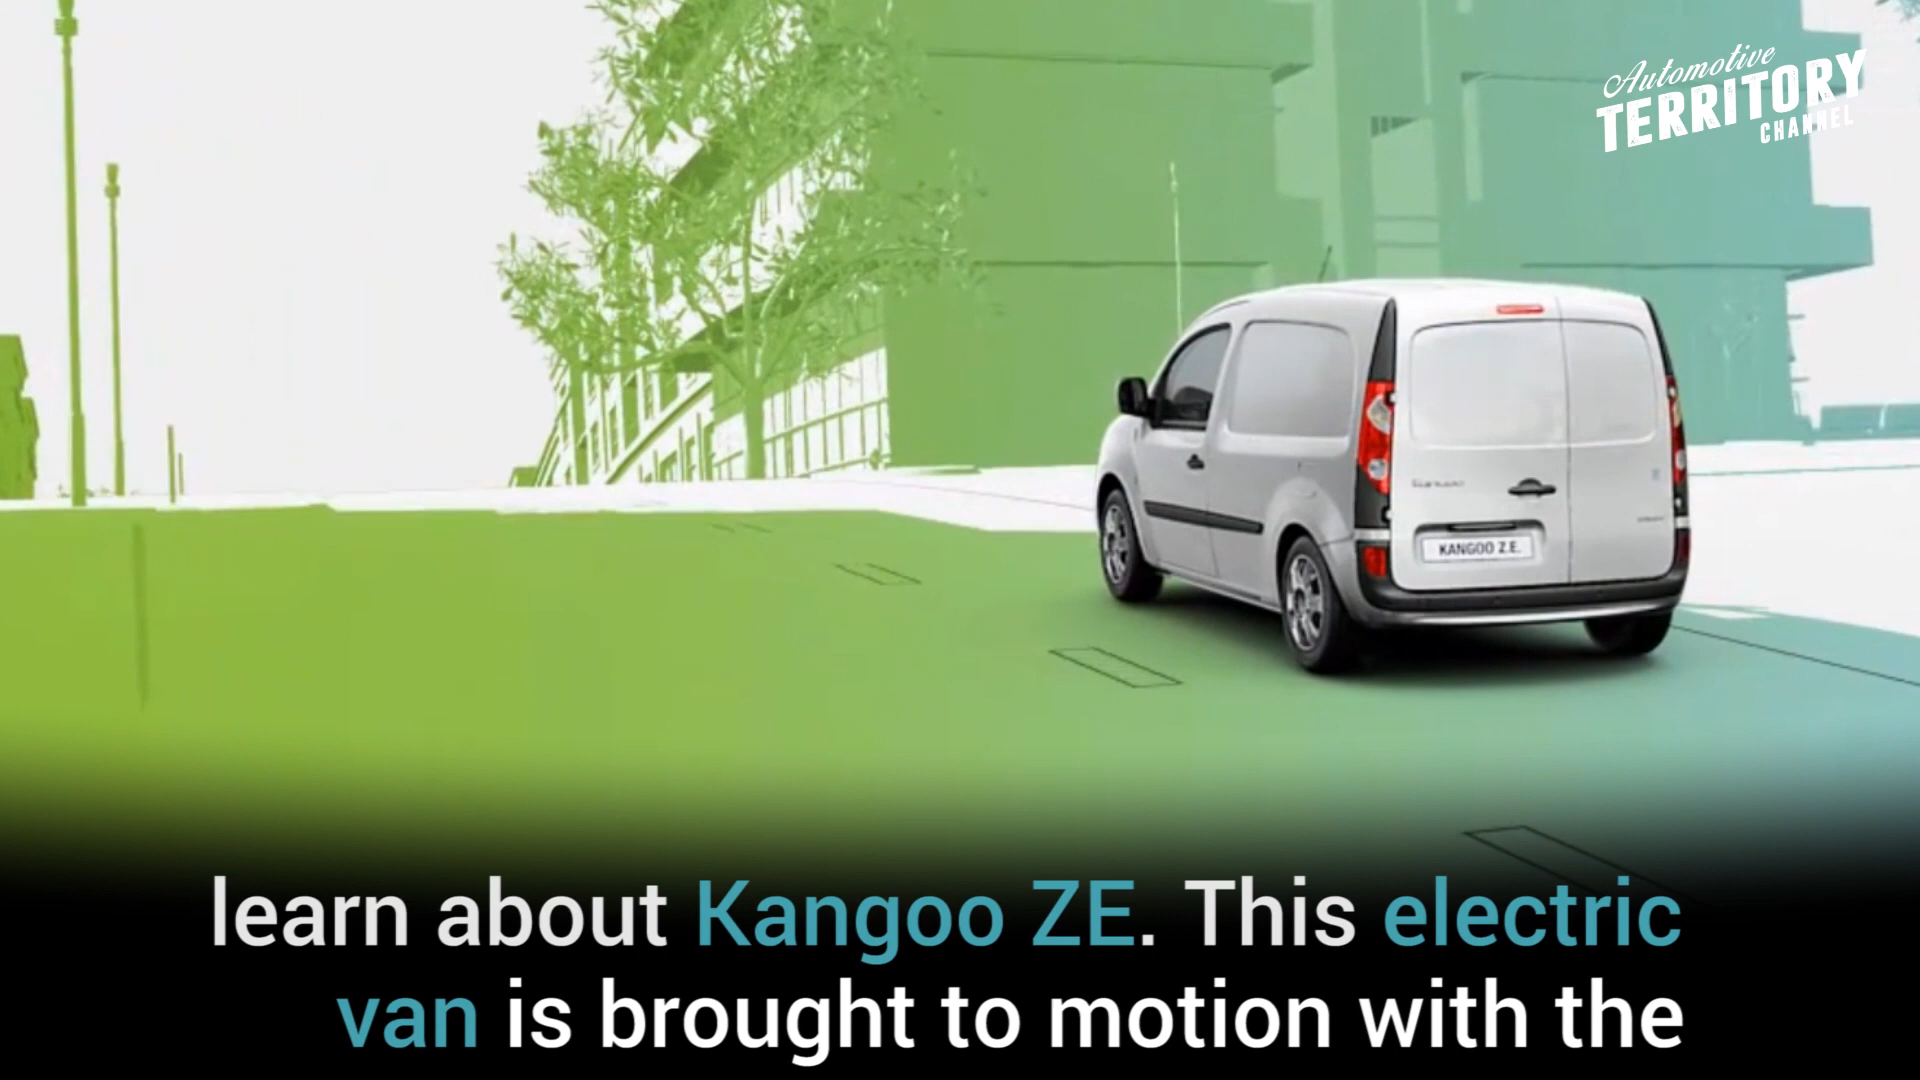 Automotive
TERRITORY
CHANNEL
KANGOO Z.E.
learn about Kangoo ZE. This electric
van is brought to motion with the